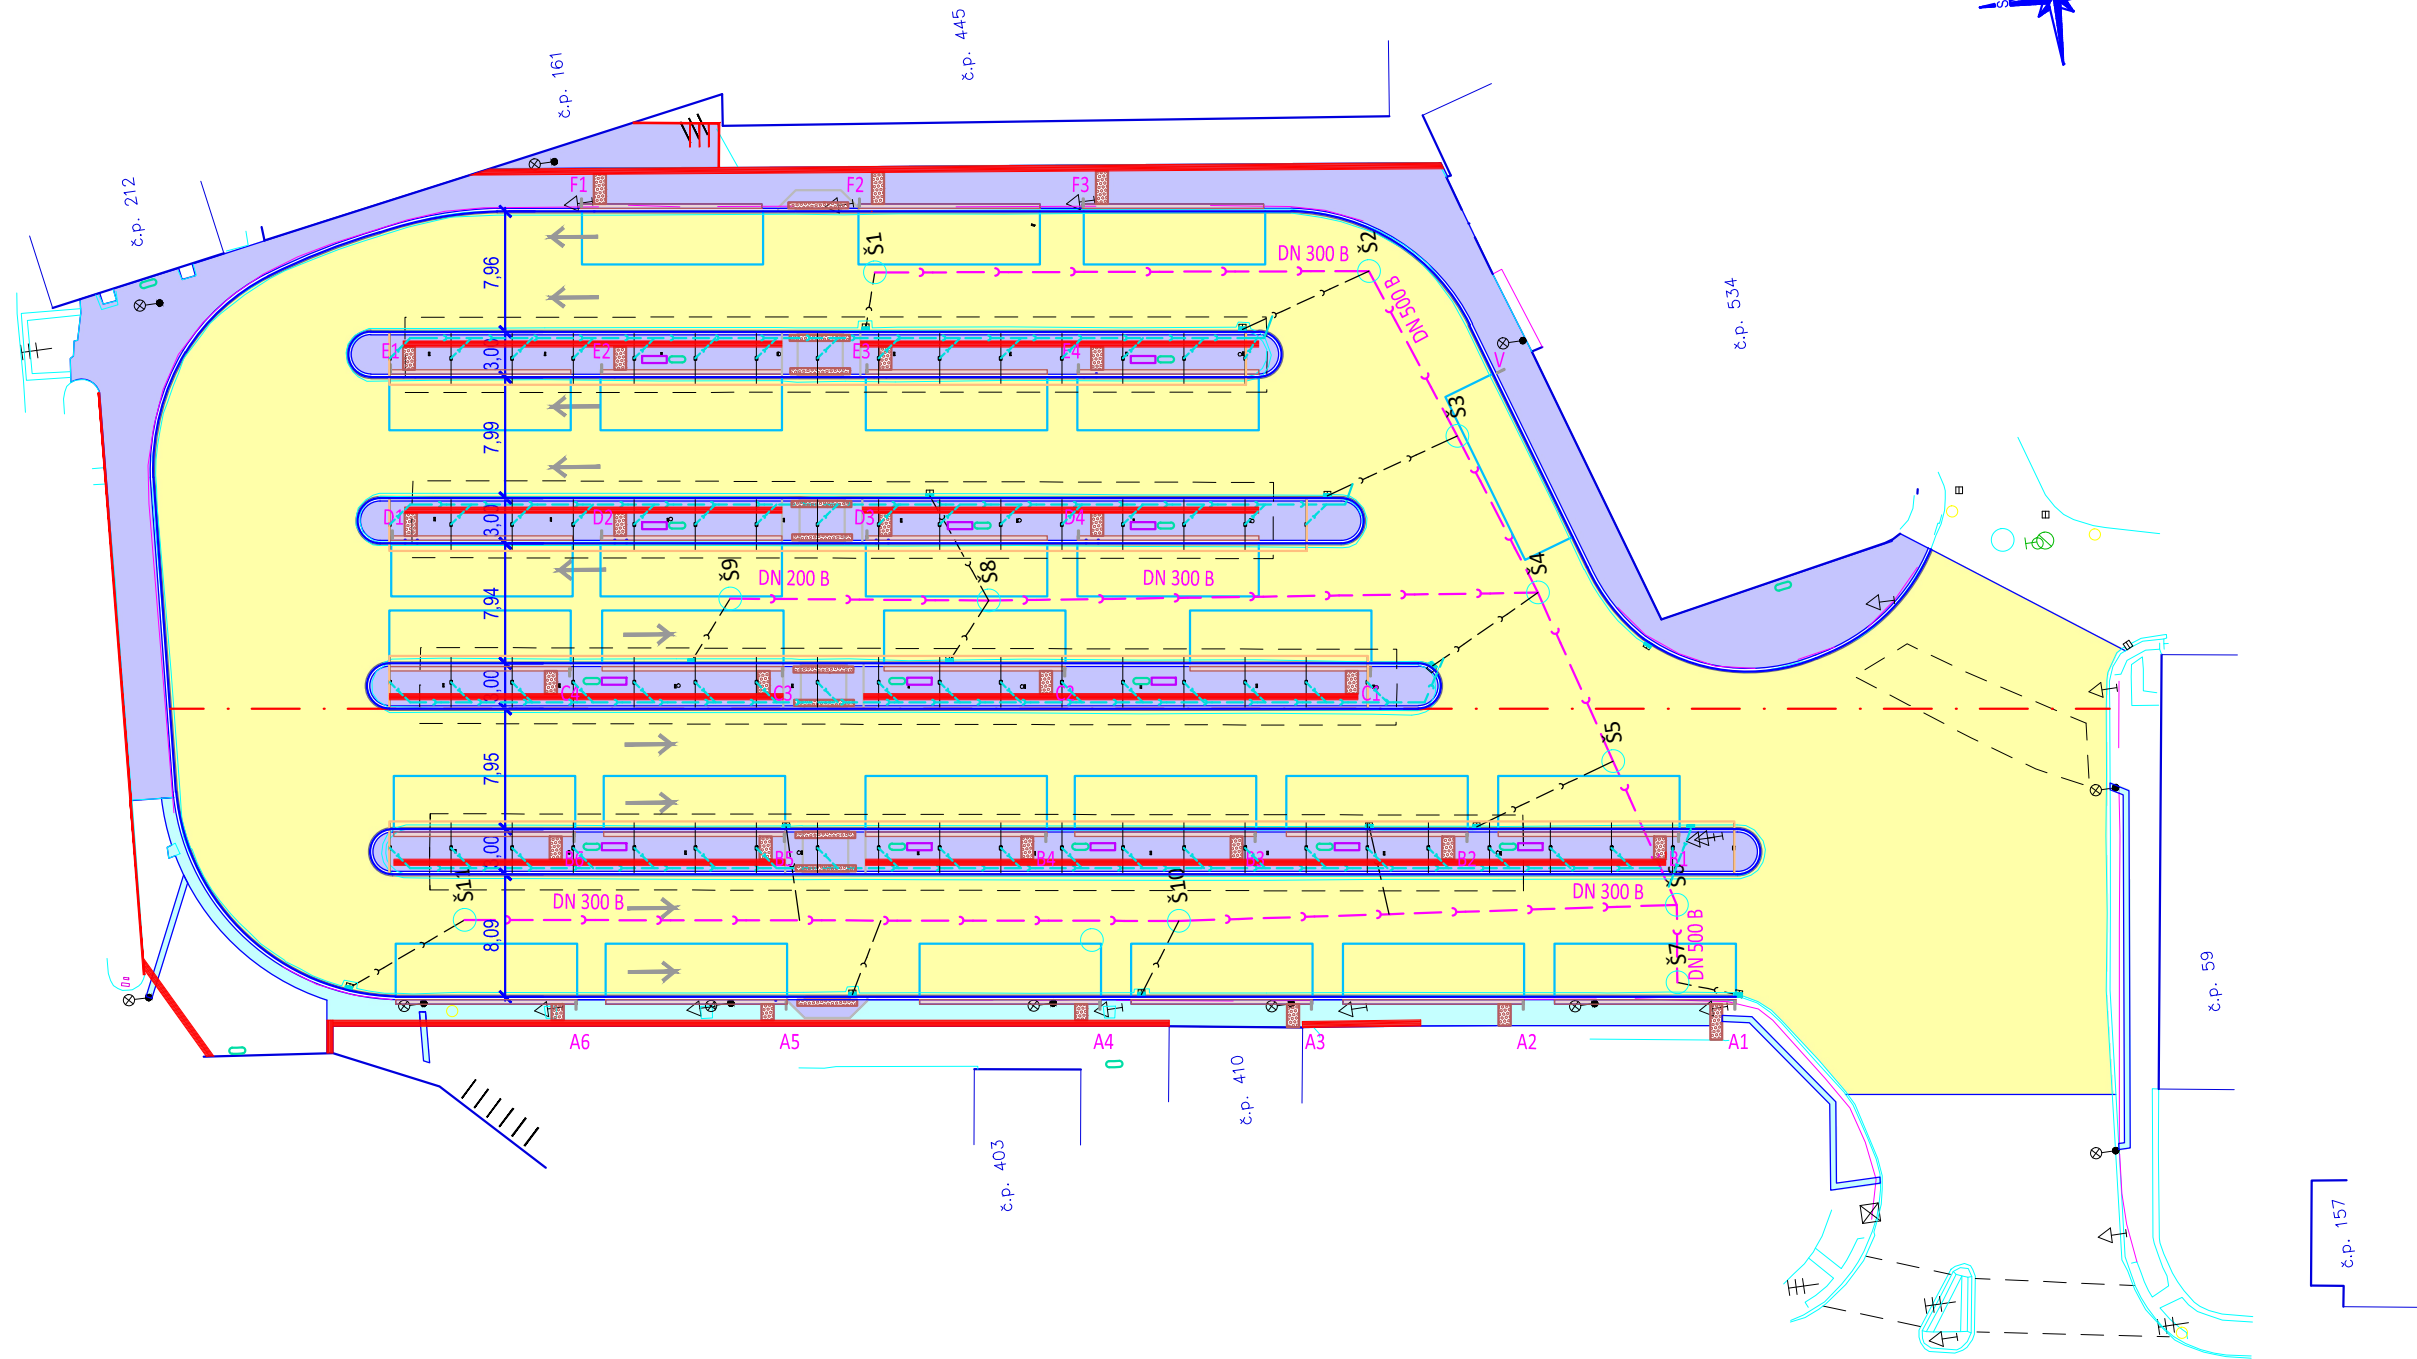 S
č.p. 445
č.p. 161
č.p. 212
č.p. 534
F1
F2
F3
Š1
Š2
DN 300 B
DN 500 B
7,96
E1
E2
E3
E4
3,00
V
Š3
7,99
D1
D2
D3
D4
3,00
Š9
DN 200 B
Š8
DN 300 B
Š4
7,94
C4
C3
C2
C1
3,00
Š5
7,95
B6
B5
B4
B3
B2
B1
3,00
Š11
DN 300 B
Š10
DN 300 B
Š6
DN 500 B
8,09
Š7
A6
A5
A4
A3
A2
A1
č.p. 59
č.p. 410
č.p. 403
č.p. 157